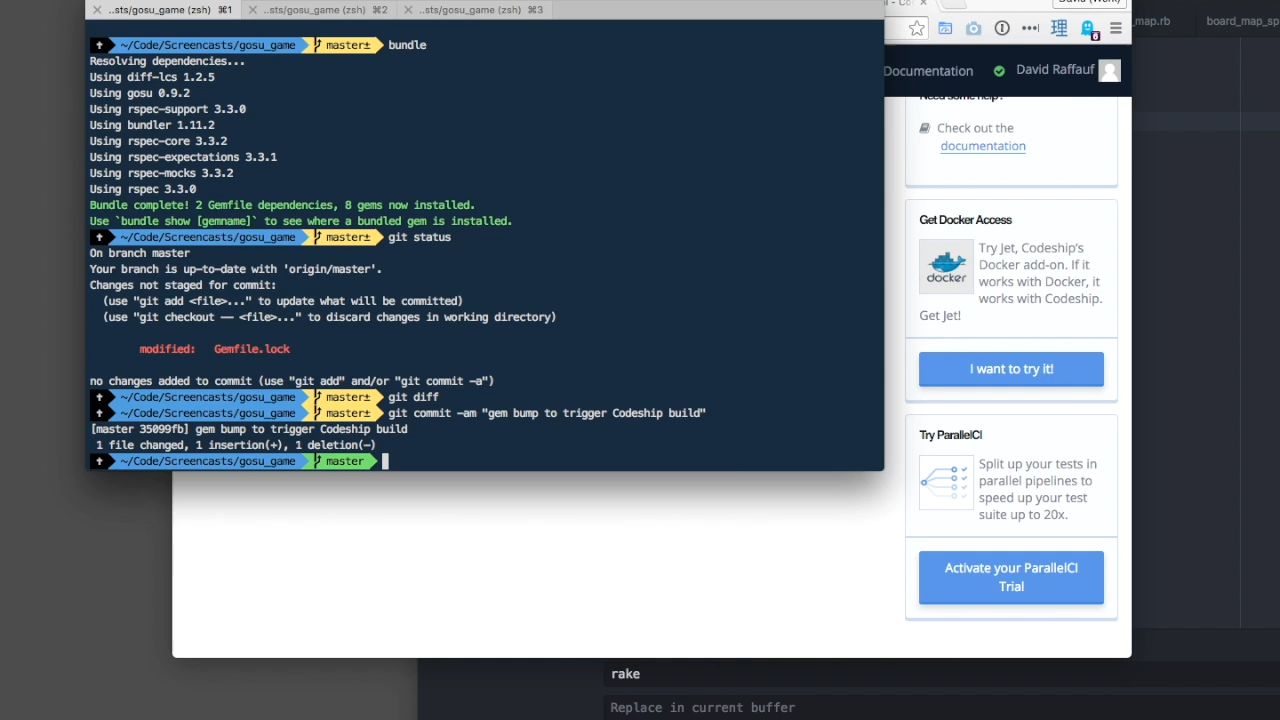 ..sts/gosu_game (zsh) ⌘1
..sts/gosu_game (zsh) ⌘2
..sts/gosu_game (zsh) ⌘3
~/Code/Screencasts/gosu_game master± bundle
Resolving dependencies...
Using diff-lcs 1.2.5
Using gosu 0.9.2
Using rspec-support 3.3.0
Using bundler 1.11.2
Using rspec-core 3.3.2
Using rspec-expectations 3.3.1
Using rspec-mocks 3.3.2
Using rspec 3.3.0
Bundle complete! 2 Gemfile dependencies, 8 gems now installed.
Use `bundle show [gemname]` to see where a bundled gem is installed.
~/Code/Screencasts/gosu_game master± git status
On branch master
Your branch is up-to-date with 'origin/master'.
Changes not staged for commit:
(use "git add <file>..." to update what will be committed)
(use "git checkout -- <file>..." to discard changes in working directory)
modified: Gemfile.lock
no changes added to commit (use "git add" and/or "git commit -a")
~/Code/Screencasts/gosu_game master± git diff
~/Code/Screencasts/gosu_game master± git commit -am "gem bump to trigger Codeship build"
[master 35099fb] gem bump to trigger Codeship build
1 file changed, 1 insertion(+), 1 deletion(-)
~/Code/Screencasts/gosu_game master
理
6
Documentation
David Raffauf
Need some help?
Check out the
documentation
Get Docker Access
docker
Try Jet, Codeship's
Docker add-on. If it
works with Docker, it
works with Codeship.
Get Jet!
I want to try it!
Try ParallelCI
Split up your tests in
parallel pipelines to
speed up your test
suite up to 20x.
Activate your ParallelCI
Trial
_map.rb
board_map_sp
rake
Replace in current buffer